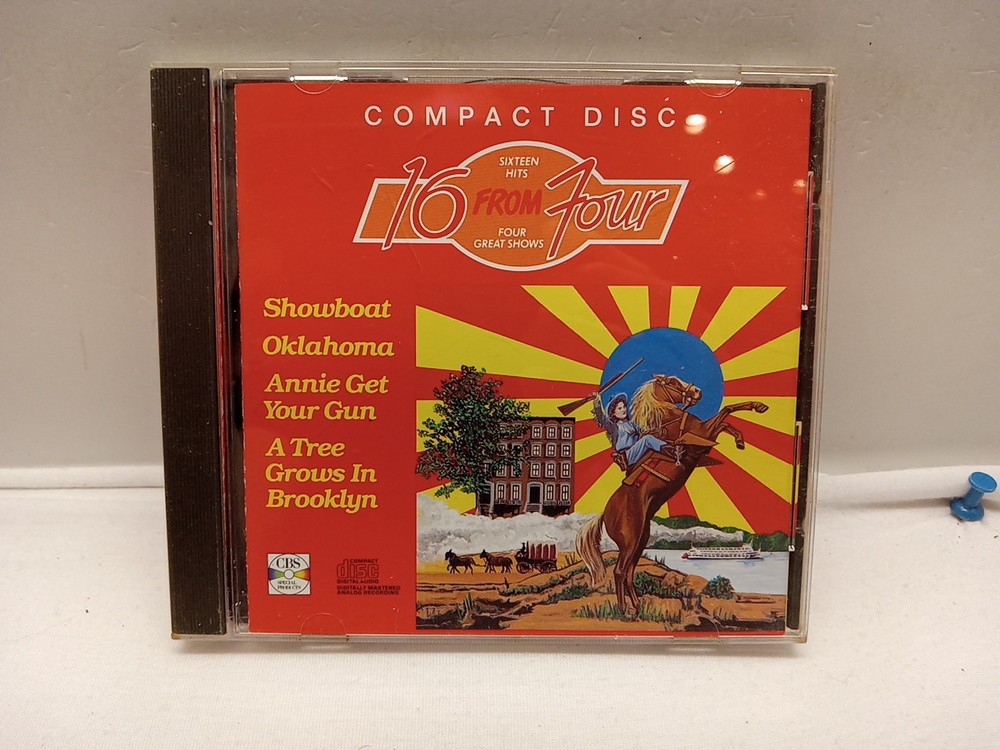 COMPACT DISC
16 FROM Four
SIXTEEN
HITS
FOUR
GREAT SHOWS
Showboat
Oklahoma
Annie Get
Your Gun
A Tree
Grows In
Brooklyn
CBS
SPECIAL
PRODUCTS
COMPACT
disc
DIGITAL AUDIO
DIGITALLY MASTERED
ANALOG RECORDING